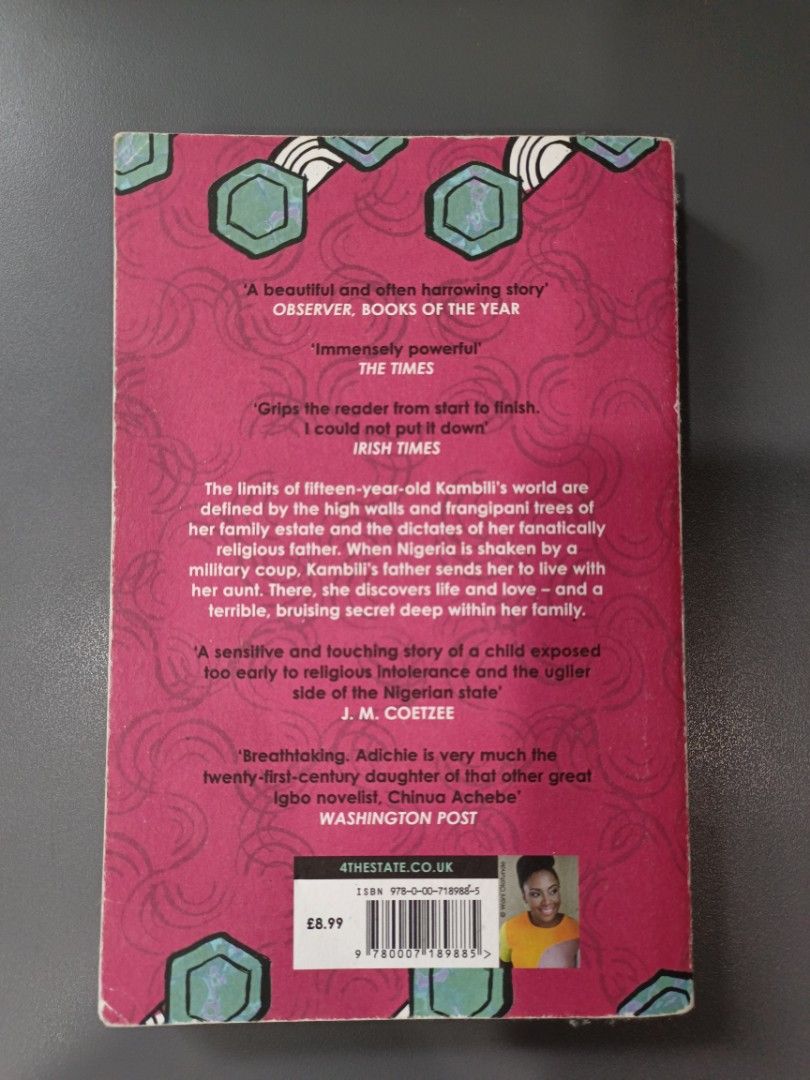 'A beautiful and often harrowing story'
OBSERVER, BOOKS OF THE YEAR
'Immensely powerful'
THE TIMES
'Grips the reader from start to finish.
I could not put it down'
IRISH TIMES
The limits of fifteen-year-old Kambili's world are
defined by the high walls and frangipani trees of
her family estate and the dictates of her fanatically
religious father. When Nigeria is shaken by a
military coup, Kambili's father sends her to live with
her aunt. There, she discovers life and love – and a
terrible, bruising secret deep within her family.
'A sensitive and touching story of a child exposed
too early to religious intolerance and the uglier
side of the Nigerian state'
J. M. COETZEE
'Breathtaking. Adichie is very much the
twenty-first-century daughter of that other great
Igbo novelist, Chinua Achebe'
WASHINGTON POST
4THESTATE.CO.UK
ISBN 978-0-00-718988-5
£8.99
9 780007 189885 >